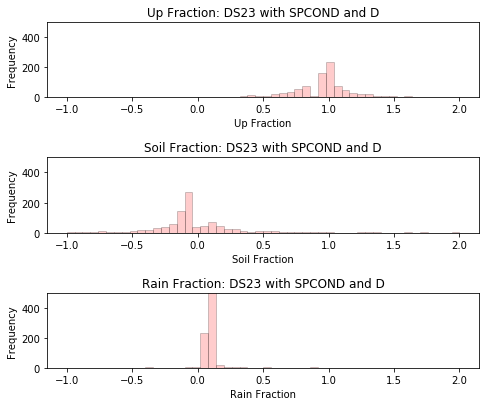 Up Fraction: DS23 with SPCOND and D
400
200
0
Frequency
−1.0 −0.5 0.0 0.5 1.0 1.5 2.0
Up Fraction
Soil Fraction: DS23 with SPCOND and D
400
200
0
Frequency
−1.0 −0.5 0.0 0.5 1.0 1.5 2.0
Soil Fraction
Rain Fraction: DS23 with SPCOND and D
400
200
0
Frequency
−1.0 −0.5 0.0 0.5 1.0 1.5 2.0
Rain Fraction